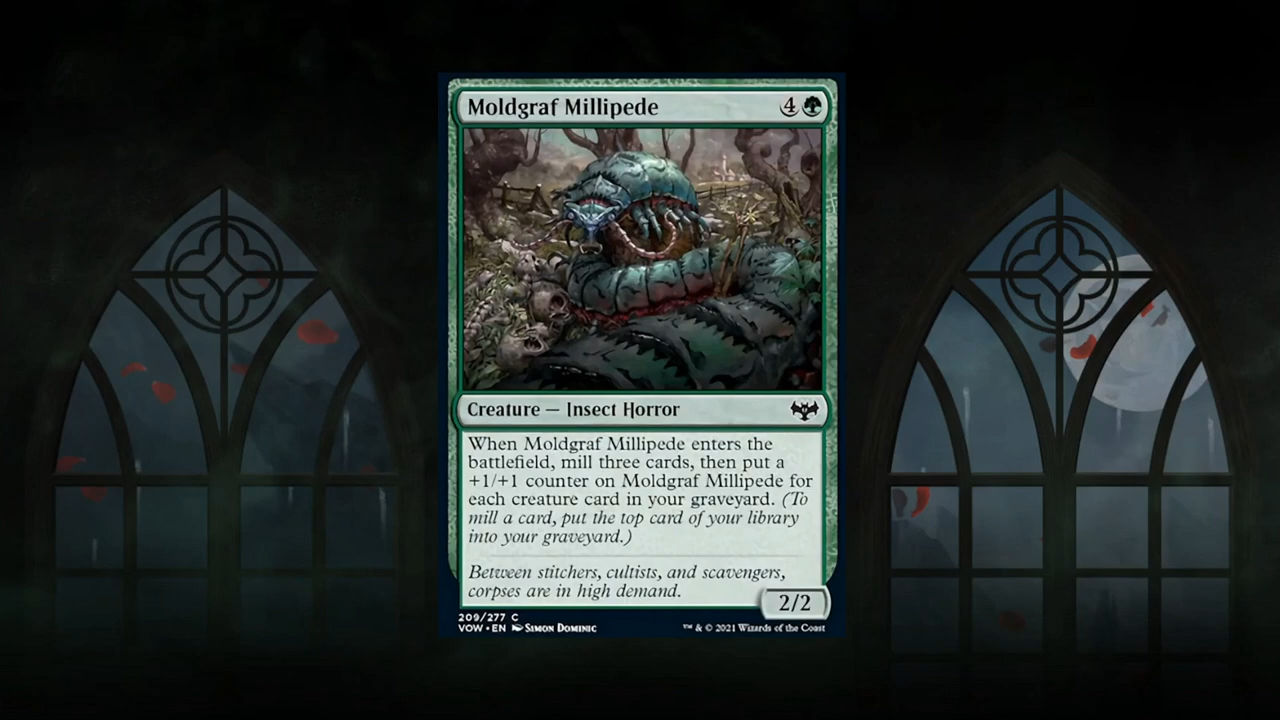 Moldgraf Millipede 4
Creature — Insect Horror
When Moldgraf Millipede enters the
battlefield, mill three cards, then put a
+1/+1 counter on Moldgraf Millipede for
each creature card in your graveyard. (To
mill a card, put the top card of your library
into your graveyard.)
Between stitchers, cultists, and scavengers,
corpses are in high demand.
2/2
209/277 C
VOW • EN Simon Dominic
™ & © 2021 Wizards of the Coast